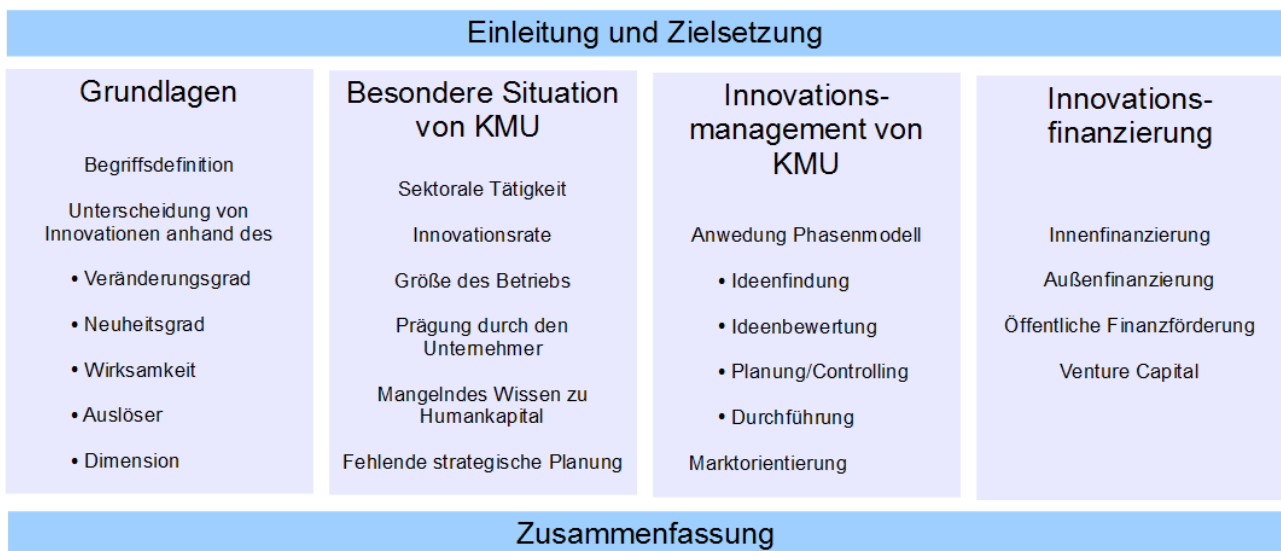 Einleitung und Zielsetzung
Grundlagen
Begriffsdefinition
Unterscheidung von
Innovationen anhand des
• Veränderungsgrad
• Neuheitsgrad
• Wirksamkeit
• Auslöser
• Dimension
Besondere Situation
von KMU
Sektorale Tätigkeit
Innovationsrate
Größe des Betriebs
Prägung durch den
Unternehmer
Mangelndes Wissen zu
Humankapital
Fehlende strategische Planung
Innovations-
management von
KMU
Anwedung Phasenmodell
• Ideenfindung
• Ideenbewertung
• Planung/Controlling
• Durchführung
Marktorientierung
Innovations-
finanzierung
Innenfinanzierung
Außenfinanzierung
Öffentliche Finanzförderung
Venture Capital
Zusammenfassung